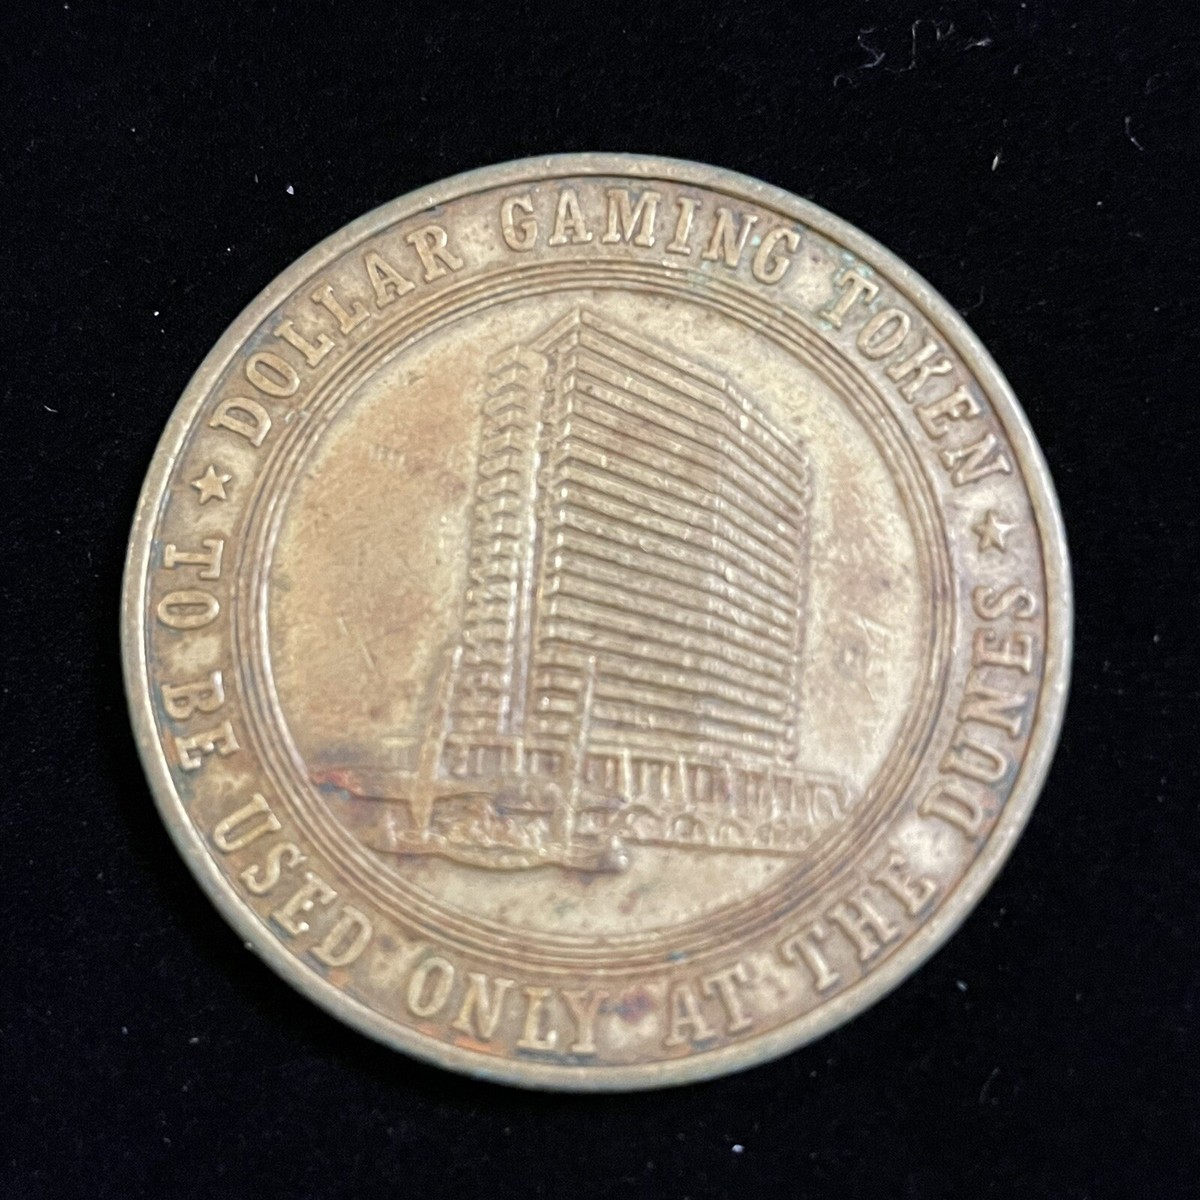 ★ DOLLAR GAMING TOKEN ★
TO BE USED ONLY AT THE DUNES